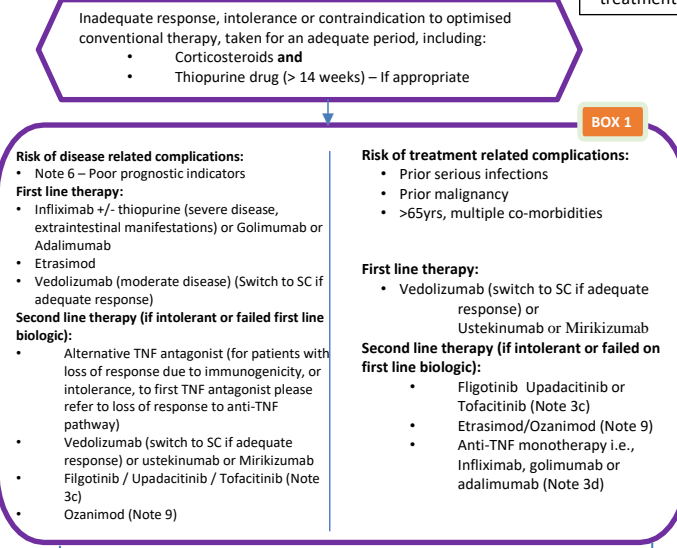 treatment
Inadequate response, intolerance or contraindication to optimised
conventional therapy, taken for an adequate period, including:
• Corticosteroids and
• Thiopurine drug (> 14 weeks) – If appropriate
BOX 1
Risk of disease related complications:
• Note 6 – Poor prognostic indicators
First line therapy:
• Infliximab +/- thiopurine (severe disease,
extraintestinal manifestations) or Golimumab or
Adalimumab
• Etrasimod
• Vedolizumab (moderate disease) (Switch to SC if
adequate response)
Second line therapy (if intolerant or failed first line
biologic):
• Alternative TNF antagonist (for patients with
loss of response due to immunogenicity, or
intolerance, to first TNF antagonist please
refer to loss of response to anti-TNF
pathway)
• Vedolizumab (switch to SC if adequate
response) or ustekinumab or Mirikizumab
• Filgotinib / Upadacitinib / Tofacitinib (Note
3c)
• Ozanimod (Note 9)
Risk of treatment related complications:
• Prior serious infections
• Prior malignancy
• >65yrs, multiple co-morbidities
First line therapy:
• Vedolizumab (switch to SC if adequate
response) or
Ustekinumab or Mirikizumab
Second line therapy (if intolerant or failed on
first line biologic):
• Fligotinib Upadacitinib or
Tofacitinib (Note 3c)
• Etrasimod/Ozanimod (Note 9)
• Anti-TNF monotherapy i.e.,
Infliximab, golimumab or
adalimumab (Note 3d)